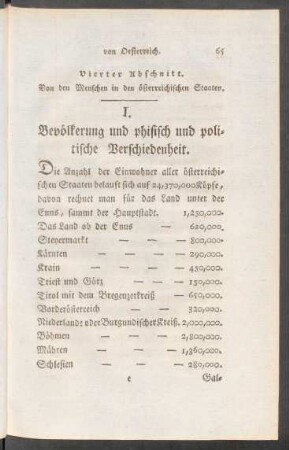 von Oesterreich. 65
Vierter Abschnitt.
Von den Menschen in den österreichischen Staaten.
I.
Bevölkerung und phisisch und poli-
tische Verschiedenheit.
Die Anzahl der Einwohner aller österreichi-
schen Staaten belauft sich auf 24,370,000 Köpfe,
davon rechnet man für das Land unter der
Enns, sammt der Hauptstadt. 1,250,000.
Das Land ob der Enns — 620,000.
Steyermarkt — — 800,000-
Kärnten — — 290,000.
Krain — — 450,000.
Triest und Görz — — 150,000.
Tirol mit dem Bregenzerkreiß — 650,000.
Vorderösterreich — — 320,000.
Niederlande oder Burgundischer Kreiß. 2,000,000.
Böhmen — — 2,800,000.
Mähren — — 1,360,000.
Schlesien — — 280,000.
e Gal-